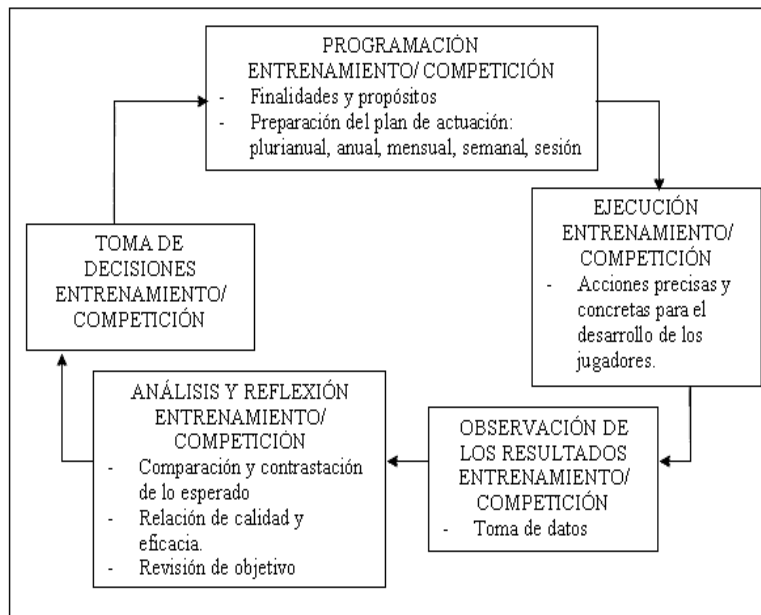 PROGRAMACIÓN
ENTRENAMIENTO/ COMPETICIÓN
- Finalidades y propósitos
- Preparación del plan de actuación:
plurianual, anual, mensual, semanal, sesión
EJECUCIÓN
ENTRENAMIENTO/
COMPETICIÓN
- Acciones precisas y
concretas para el
desarrollo de los
jugadores.
OBSERVACIÓN DE
LOS RESULTADOS
ENTRENAMIENTO/
COMPETICIÓN
- Toma de datos
ANÁLISIS Y REFLEXIÓN
ENTRENAMIENTO/
COMPETICIÓN
- Comparación y contrastación
de lo esperado
- Relación de calidad y
eficacia.
- Revisión de objetivo
TOMA DE
DECISIONES
ENTRENAMIENTO/
COMPETICIÓN